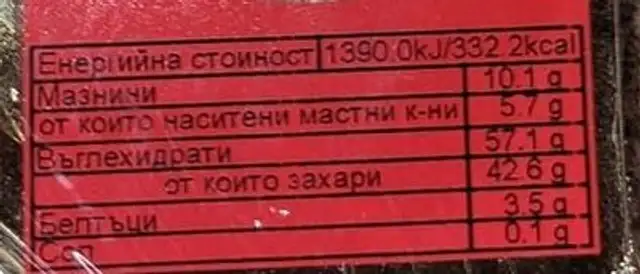 Енергийна стойност 1390.0kJ/332.2kcal
Мазнини 10.1 g
от които наситени мастни к-ни 5.7 g
Въглехидрати 57.1 g
от които захари 42.6 g
Белтъци 3.5 g
Сол 0.1 g